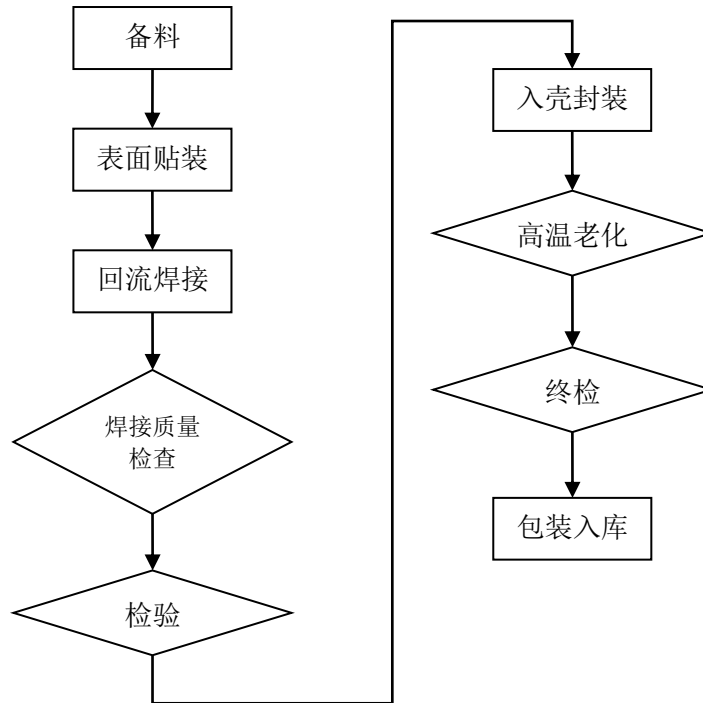 备料
表面贴装
回流焊接
焊接质量
检查
检验
入壳封装
高温老化
终检
包装入库